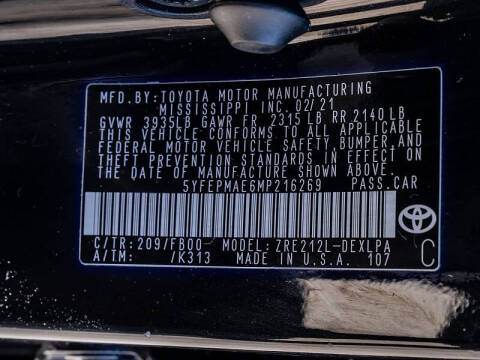 MFD. BY: TOYOTA MOTOR MANUFACTURING
MISSISSIPPI INC. 02/21
GVWR 3935LB GAWR FR 2315 LB RR 2140 LB
THIS VEHICLE CONFORMS TO ALL APPLICABLE
FEDERAL MOTOR VEHICLE SAFETY, BUMPER, AND
THEFT PREVENTION STANDARDS IN EFFECT ON
THE DATE OF MANUFACTURE SHOWN ABOVE.
5YFEPMAE6MP216269 PASS. CAR
C/TR: 209/FB00 MODEL: ZRE212L-DEXLPA
A/TM: /K313 MADE IN U.S.A. 107 C